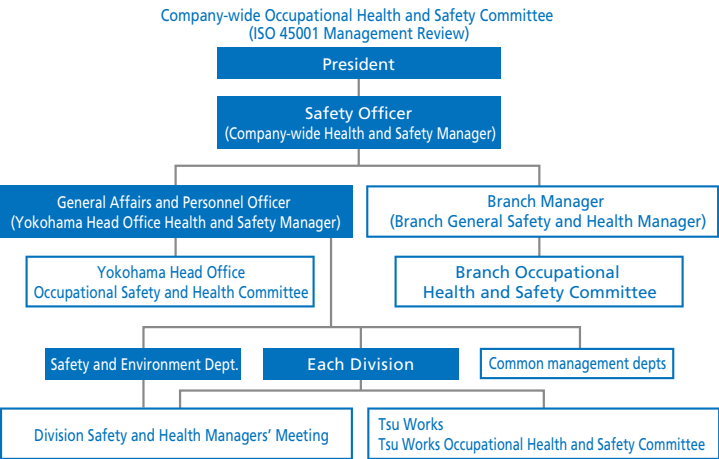 Company-wide Occupational Health and Safety Committee
(ISO 45001 Management Review)
President
Safety Officer
(Company-wide Health and Safety Manager)
General Affairs and Personnel Officer
(Yokohama Head Office Health and Safety Manager)
Branch Manager
(Branch General Safety and Health Manager)
Yokohama Head Office
Occupational Safety and Health Committee
Branch Occupational
Health and Safety Committee
Safety and Environment Dept.
Each Division
Common management depts
Division Safety and Health Managers’ Meeting
Tsu Works
Tsu Works Occupational Health and Safety Committee